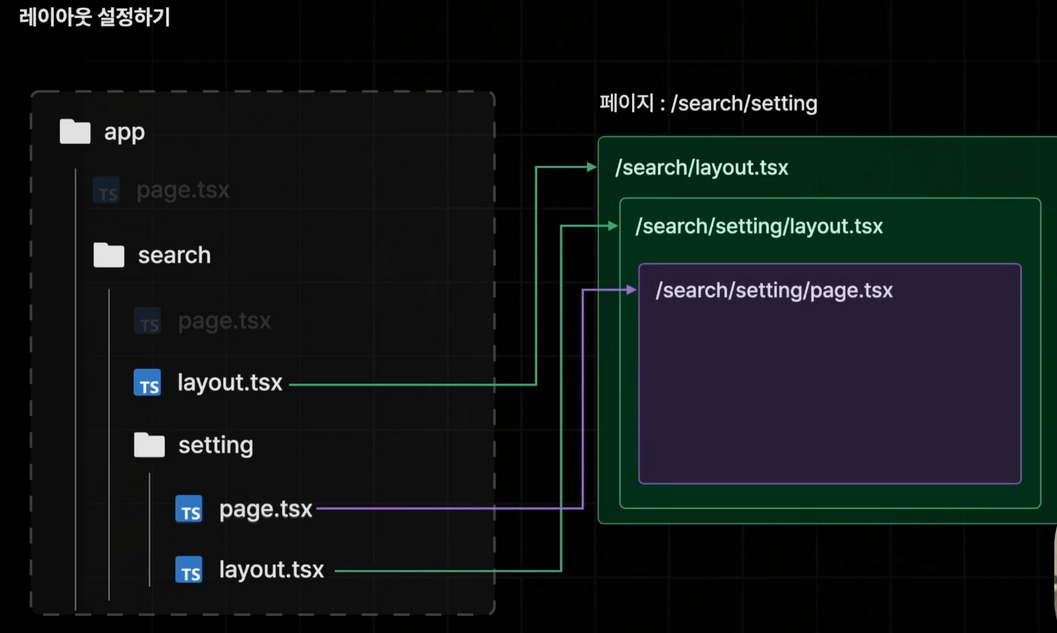 레이아웃 설정하기
app
TS page.tsx
search
TS page.tsx
TS layout.tsx
setting
TS page.tsx
TS layout.tsx
페이지 : /search/setting
/search/layout.tsx
/search/setting/layout.tsx
/search/setting/page.tsx